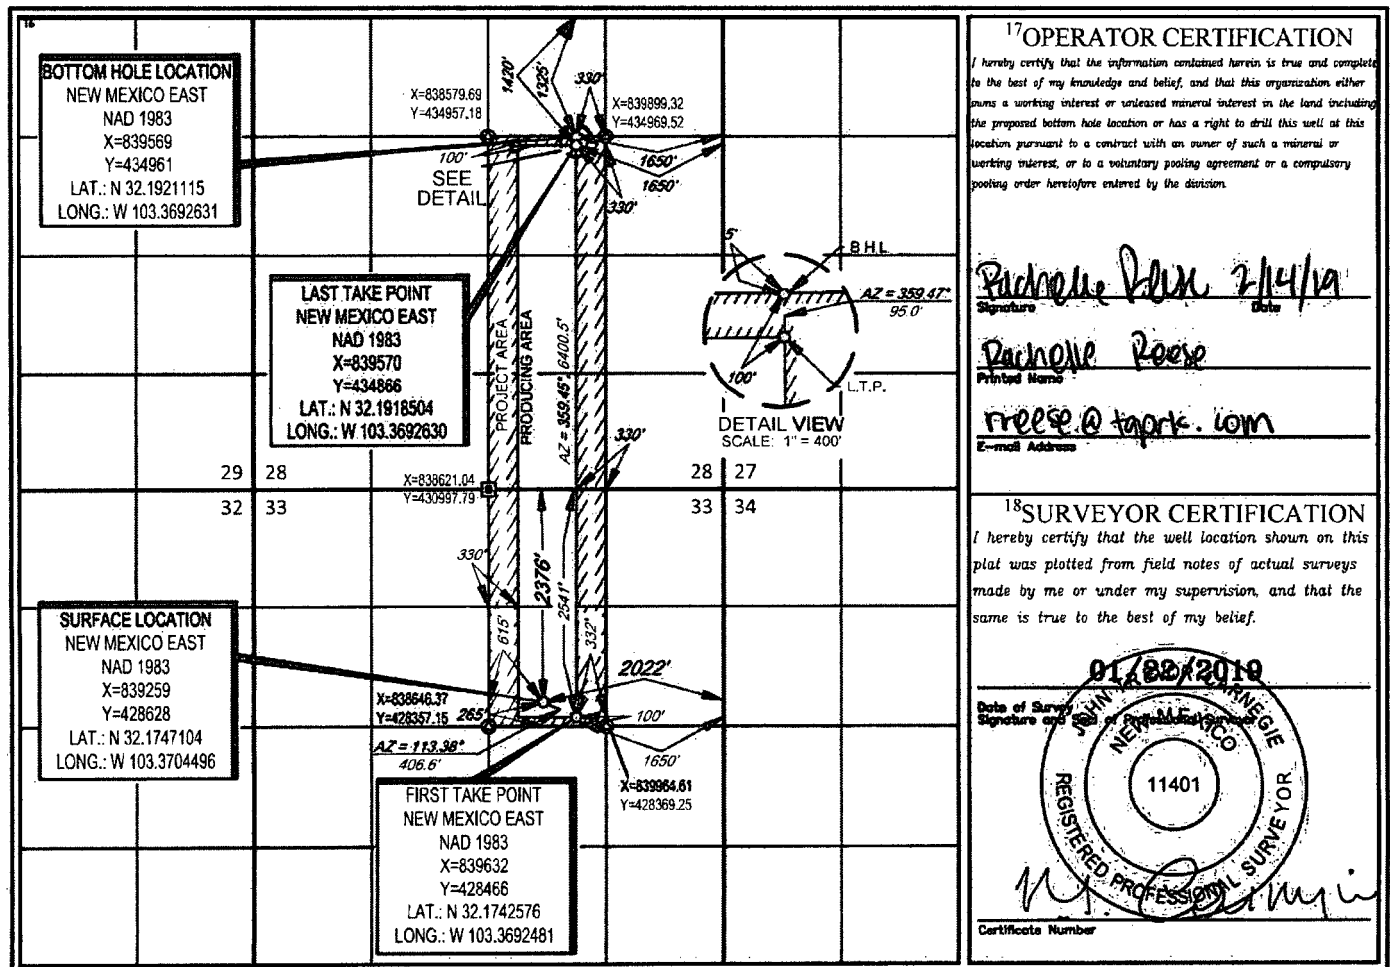 16
BOTTOM HOLE LOCATION
NEW MEXICO EAST
NAD 1983
X=839569
Y=434961
LAT.: N 32.1921115
LONG.: W 103.3692631
X=838579.69
Y=434957.18
1420'
1325'
330'
X=839899.32
Y=434969.52
100'
SEE
DETAIL
1650'
1650'
330'
LAST TAKE POINT
NEW MEXICO EAST
NAD 1983
X=839570
Y=434866
LAT.: N 32.1918504
LONG.: W 103.3692630
PROJECT AREA
PRODUCING AREA
AZ = 359.45°, 6400.5'
330'
5'
B.H.L.
AZ = 359.47°
95.0'
100'
L.T.P.
DETAIL VIEW
SCALE: 1" = 400'
29 28
X=838621.04
28 27
Y=430997.79
32 33
33 34
330'
2376'
2541'
615'
332'
SURFACE LOCATION
NEW MEXICO EAST
NAD 1983
X=839259
Y=428628
LAT.: N 32.1747104
LONG.: W 103.3704496
2022'
X=838646.37
Y=428357.15
265'
100'
AZ = 113.38°
406.6'
1650'
X=839964.61
Y=428369.25
FIRST TAKE POINT
NEW MEXICO EAST
NAD 1983
X=839632
Y=428466
LAT.: N 32.1742576
LONG.: W 103.3692481
17 OPERATOR CERTIFICATION
I hereby certify that the information contained herein is true and complete
to the best of my knowledge and belief, and that this organization either
owns a working interest or unleased mineral interest in the land including
the proposed bottom hole location or has a right to drill this well at this
location pursuant to a contract with an owner of such a mineral or
working interest, or to a voluntary pooling agreement or a compulsory
pooling order heretofore entered by the division.
Rachelle Reese 2/14/19
Signature Date
Rachelle Reese
Printed Name
rreese@taprk.com
E-mail Address
18 SURVEYOR CERTIFICATION
I hereby certify that the well location shown on this
plat was plotted from field notes of actual surveys
made by me or under my supervision, and that the
same is true to the best of my belief.
01/22/2019
Date of Survey
Signature and Seal of Professional Surveyor
JOHN CARNEGIE
NEW MEXICO
11401
REGISTERED PROFESSIONAL SURVEYOR
Certificate Number